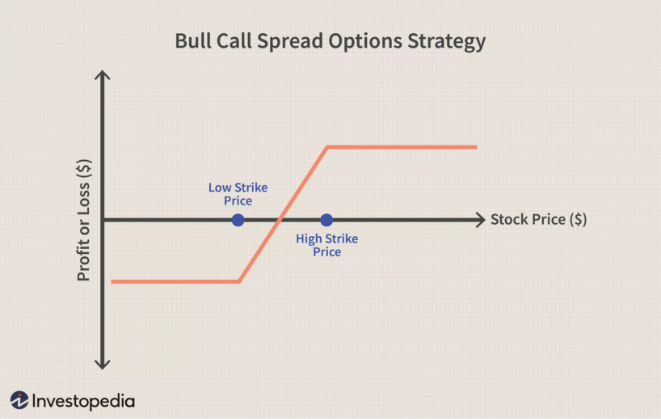 Bull Call Spread Options Strategy
Profit or Loss ($)
Low Strike
Price
Stock Price ($)
High Strike
Price
Investopedia